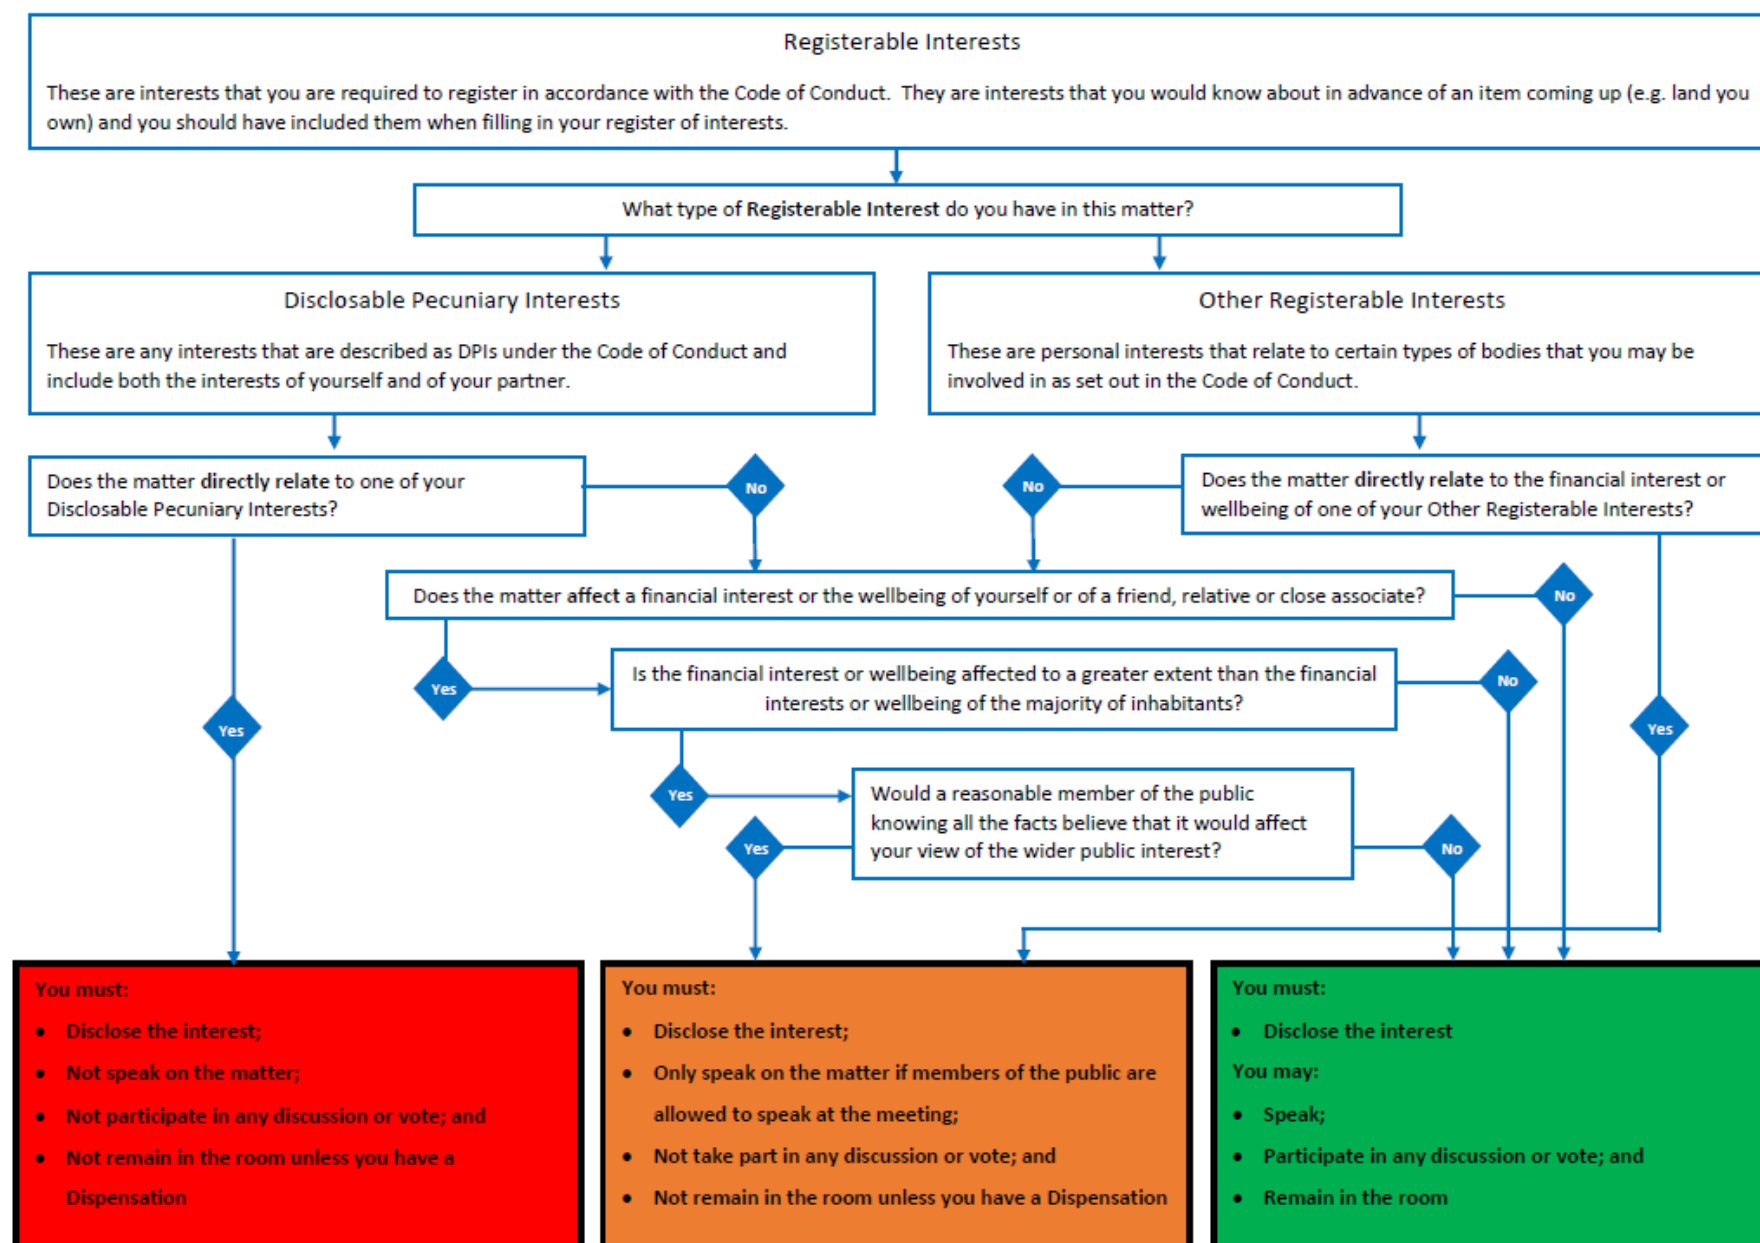 Registerable Interests
These are interests that you are required to register in accordance with the Code of Conduct.  They are interests that you would know about in advance of an item coming up (e.g. land you
own) and you should have included them when filling in your register of interests.
What type of Registerable Interest do you have in this matter?
Disclosable Pecuniary Interests
These are any interests that are described as DPIs under the Code of Conduct and
include both the interests of yourself and of your partner.
Other Registerable Interests
These are personal interests that relate to certain types of bodies that you may be
involved in as set out in the Code of Conduct.
Does the matter directly relate to one of your
Disclosable Pecuniary Interests?
No
No
Does the matter directly relate to the financial interest or
wellbeing of one of your Other Registerable Interests?
Does the matter affect a financial interest or the wellbeing of yourself or of a friend, relative or close associate?
No
Yes
Is the financial interest or wellbeing affected to a greater extent than the financial
interests or wellbeing of the majority of inhabitants?
No
Yes
Yes
Yes
Would a reasonable member of the public
knowing all the facts believe that it would affect
your view of the wider public interest?
Yes
No
You must:
• Disclose the interest;
• Not speak on the matter;
• Not participate in any discussion or vote; and
• Not remain in the room unless you have a
Dispensation
You must:
• Disclose the interest;
• Only speak on the matter if members of the public are
allowed to speak at the meeting;
• Not take part in any discussion or vote; and
• Not remain in the room unless you have a Dispensation
You must:
• Disclose the interest
You may:
• Speak;
• Participate in any discussion or vote; and
• Remain in the room